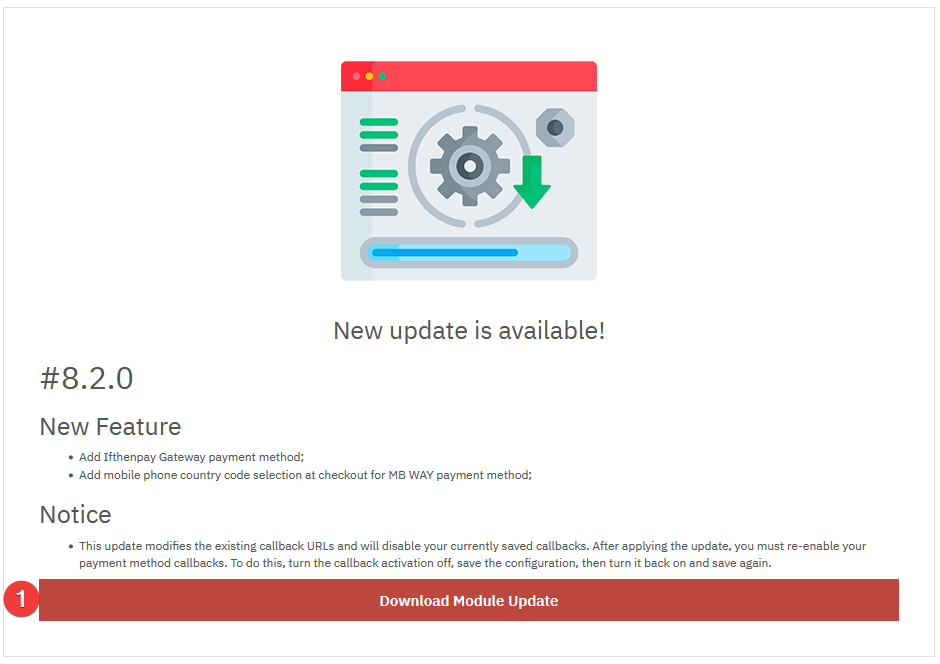 New update is available!
#8.2.0
New Feature
• Add Ifthenpay Gateway payment method;
• Add mobile phone country code selection at checkout for MB WAY payment method;
Notice
• This update modifies the existing callback URLs and will disable your currently saved callbacks. After applying the update, you must re-enable your
payment method callbacks. To do this, turn the callback activation off, save the configuration, then turn it back on and save again.
1
Download Module Update